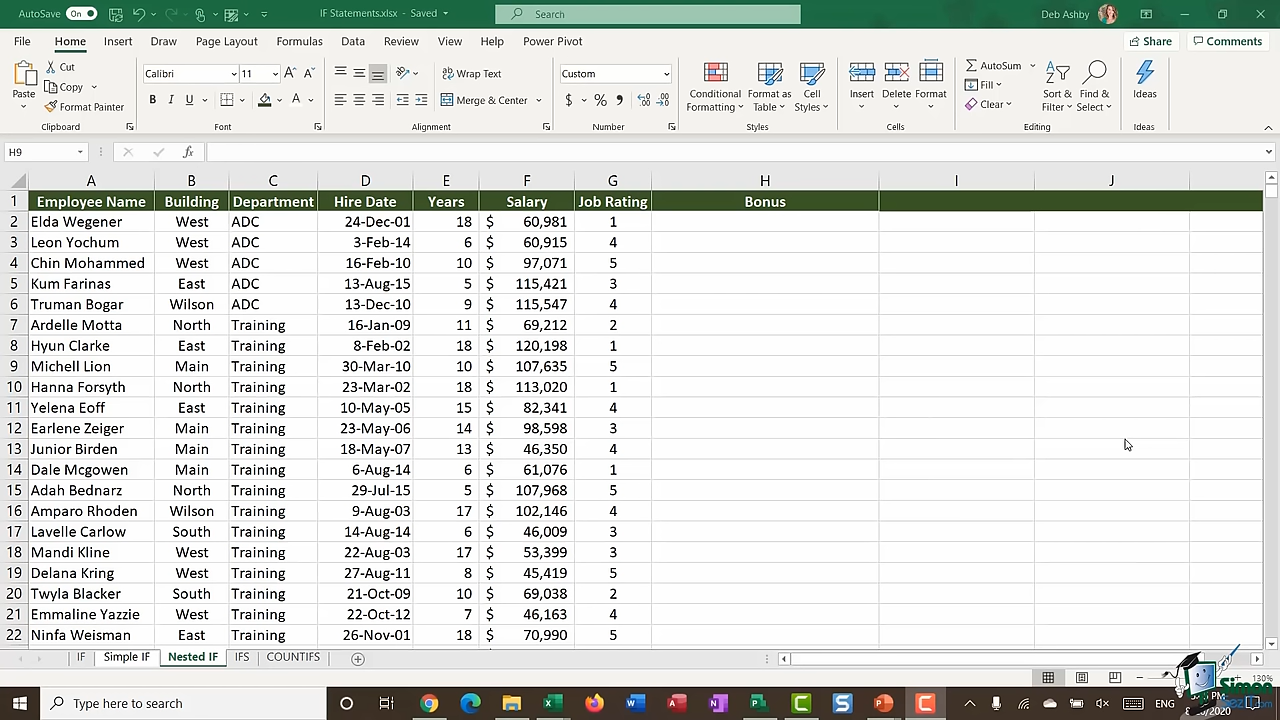 AutoSave On IF Statements.xlsx - Saved Search Deb Ashby
File Home Insert Draw Page Layout Formulas Data Review View Help Power Pivot Share Comments
Paste Cut Copy Format Painter Clipboard
Calibri 11 A A B I U A Font
Wrap Text Merge & Center Alignment
Custom $ % , Number
Conditional Formatting Format as Table Cell Styles Styles
Insert Delete Format Cells
AutoSum Fill Clear Sort & Filter Find & Select Editing
Ideas Ideas
H9 fx
A B C D E F G H I J
1 Employee Name Building Department Hire Date Years Salary Job Rating Bonus
2 Elda Wegener West ADC 24-Dec-01 18 $ 60,981 1
3 Leon Yochum West ADC 3-Feb-14 6 $ 60,915 4
4 Chin Mohammed West ADC 16-Feb-10 10 $ 97,071 5
5 Kum Farinas East ADC 13-Aug-15 5 $ 115,421 3
6 Truman Bogar Wilson ADC 13-Dec-10 9 $ 115,547 4
7 Ardelle Motta North Training 16-Jan-09 11 $ 69,212 2
8 Hyun Clarke East Training 8-Feb-02 18 $ 120,198 1
9 Michell Lion Main Training 30-Mar-10 10 $ 107,635 5
10 Hanna Forsyth North Training 23-Mar-02 18 $ 113,020 1
11 Yelena Eoff East Training 10-May-05 15 $ 82,341 4
12 Earlene Zeiger Main Training 23-May-06 14 $ 98,598 3
13 Junior Birden Main Training 18-May-07 13 $ 46,350 4
14 Dale Mcgowen Main Training 6-Aug-14 6 $ 61,076 1
15 Adah Bednarz North Training 29-Jul-15 5 $ 107,968 5
16 Amparo Rhoden Wilson Training 9-Aug-03 17 $ 102,146 4
17 Lavelle Carlow South Training 14-Aug-14 6 $ 46,009 3
18 Mandi Kline West Training 22-Aug-03 17 $ 53,399 3
19 Delana Kring West Training 27-Aug-11 8 $ 45,419 5
20 Twyla Blacker South Training 21-Oct-09 10 $ 69,038 2
21 Emmaline Yazzie West Training 22-Oct-12 7 $ 46,163 4
22 Ninfa Weisman East Training 26-Nov-01 18 $ 70,990 5
IF Simple IF Nested IF IFS COUNTIFS
130%
Type here to search ENG